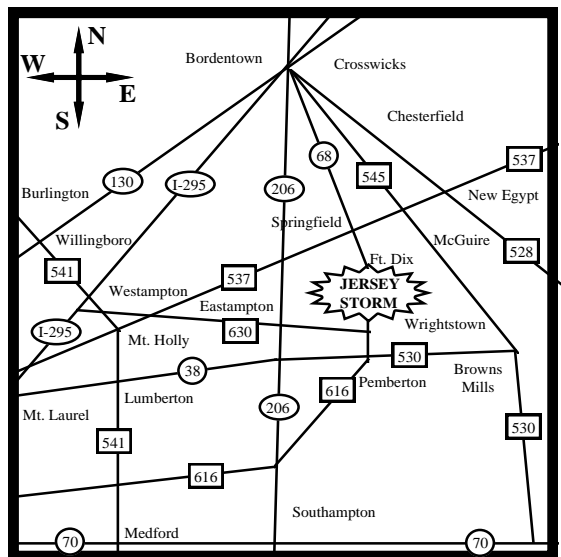 N
Bordentown
W
Crosswicks
E
S
Chesterfield
68
537
545
130
I-295
206
Burlington
New Egypt
Springfield
Willingboro
McGuire
528
Ft. Dix
541
537
JERSEY
STORM
Westampton
Eastampton
Wrightstown
I-295
630
Mt. Holly
530
38
Browns
Mills
Pemberton
616
Lumberton
206
Mt. Laurel
530
541
616
Southampton
Medford
70
70